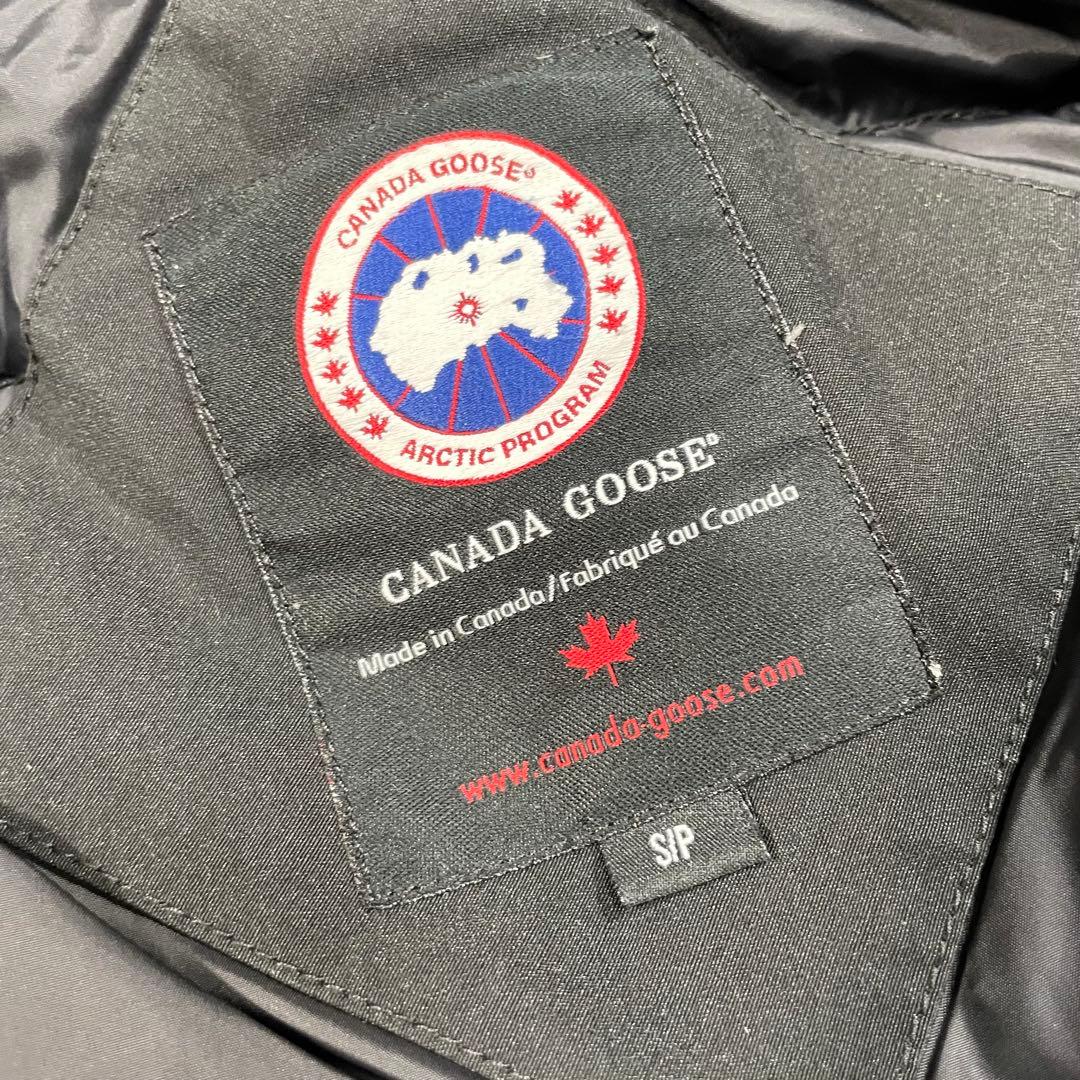 CANADA GOOSE®
ARCTIC PROGRAM
CANADA GOOSE®
Made in Canada/Fabriqué au Canada
www.canada-goose.com
S/P